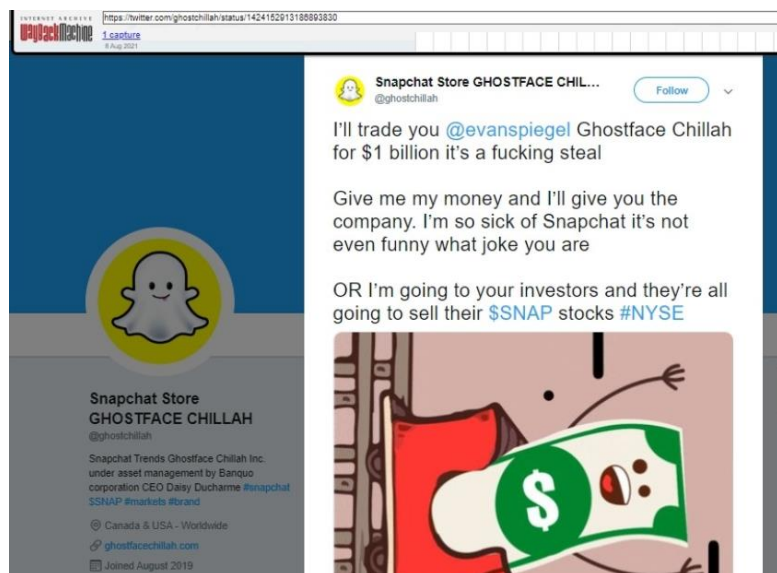 INTERNET ARCHIVE
WayBackMachine
https://twitter.com/ghostchillah/status/1424152913186893830
1 capture
8 Aug 2021
Snapchat Store GHOSTFACE CHIL...
@ghostchillah
Follow
I'll trade you @evanspiegel Ghostface Chillah
for $1 billion it's a fucking steal
Give me my money and I'll give you the
company. I'm so sick of Snapchat it's not
even funny what joke you are
OR I'm going to your investors and they're all
going to sell their $SNAP stocks #NYSE
$
Snapchat Store
GHOSTFACE CHILLAH
@ghostchillah
Snapchat Trends Ghostface Chillah Inc.
under asset management by Banquo
corporation CEO Daisy Ducharme #snapchat
$SNAP #markets #brand
Canada & USA - Worldwide
ghostfacechillah.com
Joined August 2019